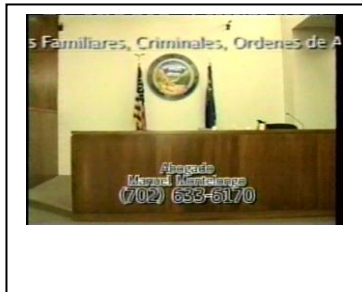 s Familiares, Criminales, Ordenes de A
Abogado
Manuel Montelongo
(702) 633-6170